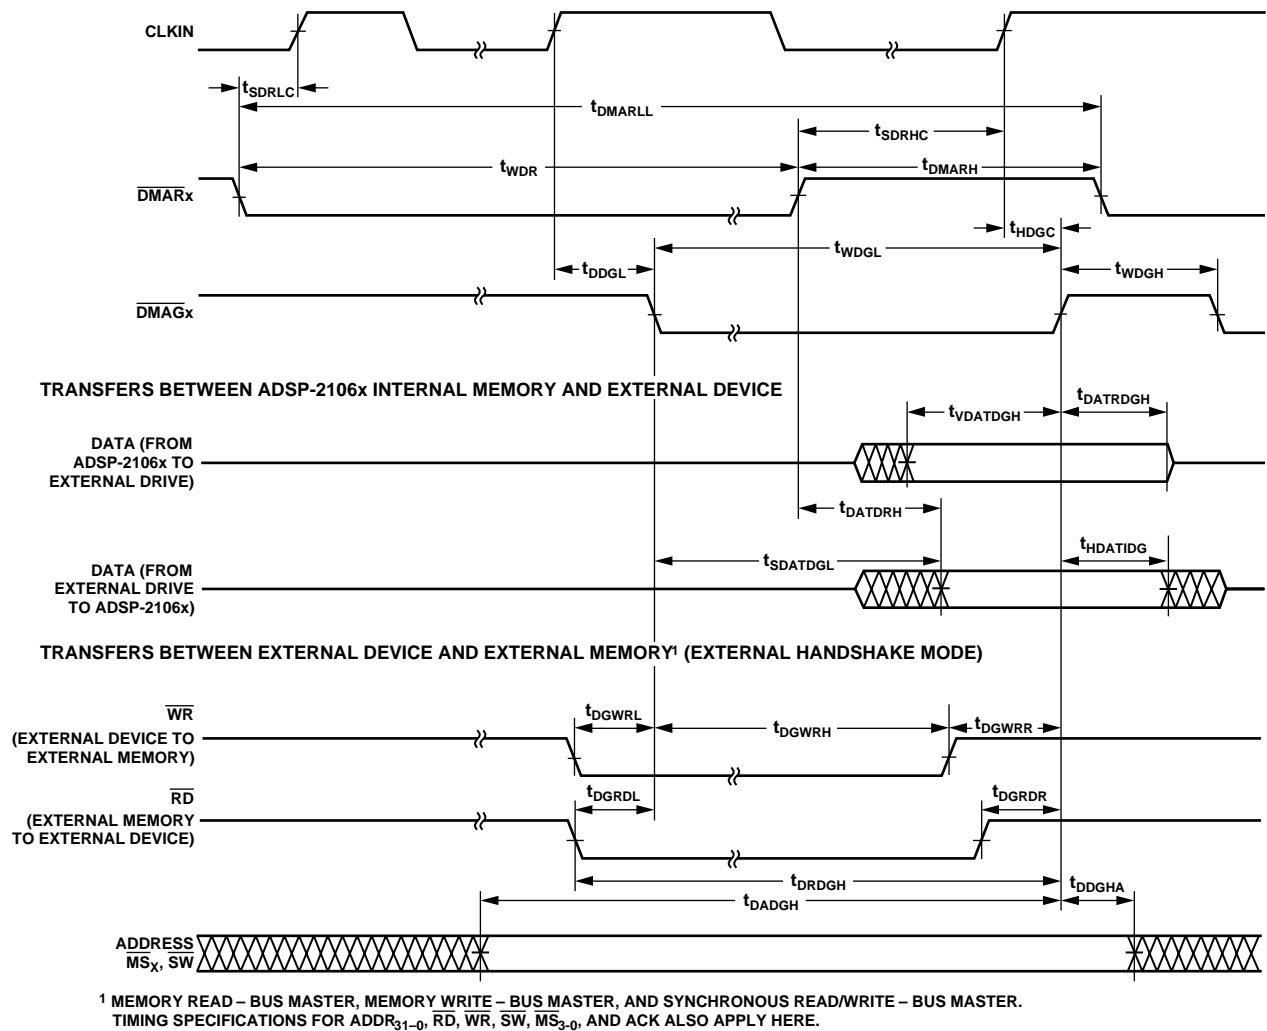 CLKIN
tSDRLC
tDMARLL
tSDRHC
tWDR
tDMARH
DMARx
tHDGC
tWDGL
tDDGL
tWDGH
DMAGx
TRANSFERS BETWEEN ADSP-2106x INTERNAL MEMORY AND EXTERNAL DEVICE
tDATRDGH
tVDATDGH
DATA (FROM
ADSP-2106x TO
EXTERNAL DRIVE)
tDATDRH
tHDATIDG
tSDATDGL
DATA (FROM
EXTERNAL DRIVE
TO ADSP-2106x)
TRANSFERS BETWEEN EXTERNAL DEVICE AND EXTERNAL MEMORY¹ (EXTERNAL HANDSHAKE MODE)
WR
tDGWRL
tDGWRH
tDGWRR
(EXTERNAL DEVICE TO
EXTERNAL MEMORY)
RD
tDGRDL
tDGRDR
(EXTERNAL MEMORY
TO EXTERNAL DEVICE)
tDRDGH
tDADGH
tDDGHA
ADDRESS
MSX, SW
¹ MEMORY READ – BUS MASTER, MEMORY WRITE – BUS MASTER, AND SYNCHRONOUS READ/WRITE – BUS MASTER.
TIMING SPECIFICATIONS FOR ADDR31–0, RD, WR, SW, MS3-0, AND ACK ALSO APPLY HERE.